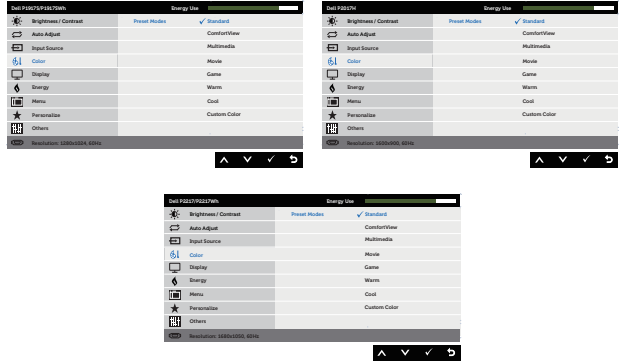 Dell P1917S/P1917SWh Energy Use
Brightness / Contrast Preset Modes ✓ Standard
Auto Adjust ComfortView
Input Source Multimedia
Color Movie
Display Game
Energy Warm
Menu Cool
Personalize Custom Color
Others
Resolution: 1280x1024, 60Hz
Dell P2017H Energy Use
Brightness / Contrast Preset Modes ✓ Standard
Auto Adjust ComfortView
Input Source Multimedia
Color Movie
Display Game
Energy Warm
Menu Cool
Personalize Custom Color
Others
Resolution: 1600x900, 60Hz
Dell P2217/P2217Wh Energy Use
Brightness / Contrast Preset Modes ✓ Standard
Auto Adjust ComfortView
Input Source Multimedia
Color Movie
Display Game
Energy Warm
Menu Cool
Personalize Custom Color
Others
Resolution: 1680x1050, 60Hz